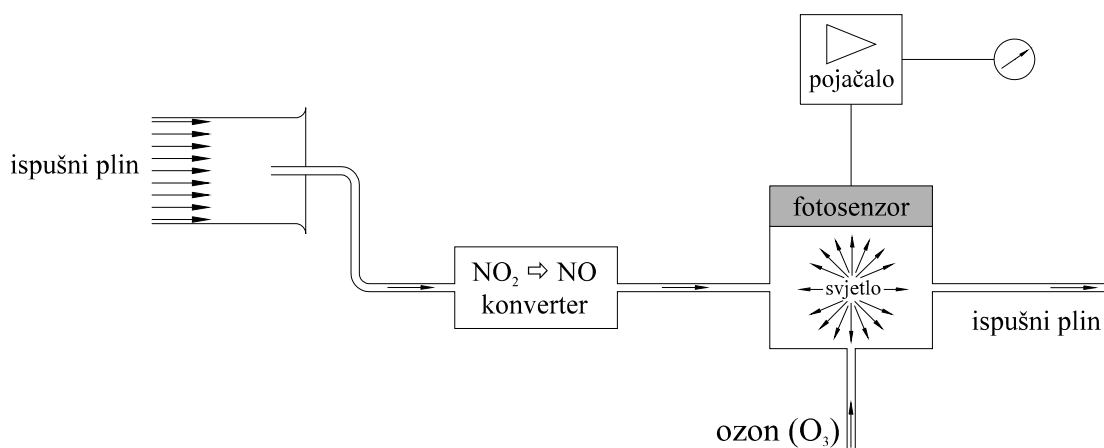 pojačalo
ispušni plin
fotosenzor
NO₂ ⇨ NO
konverter
svjetlo
ispušni plin
ozon (O₃)